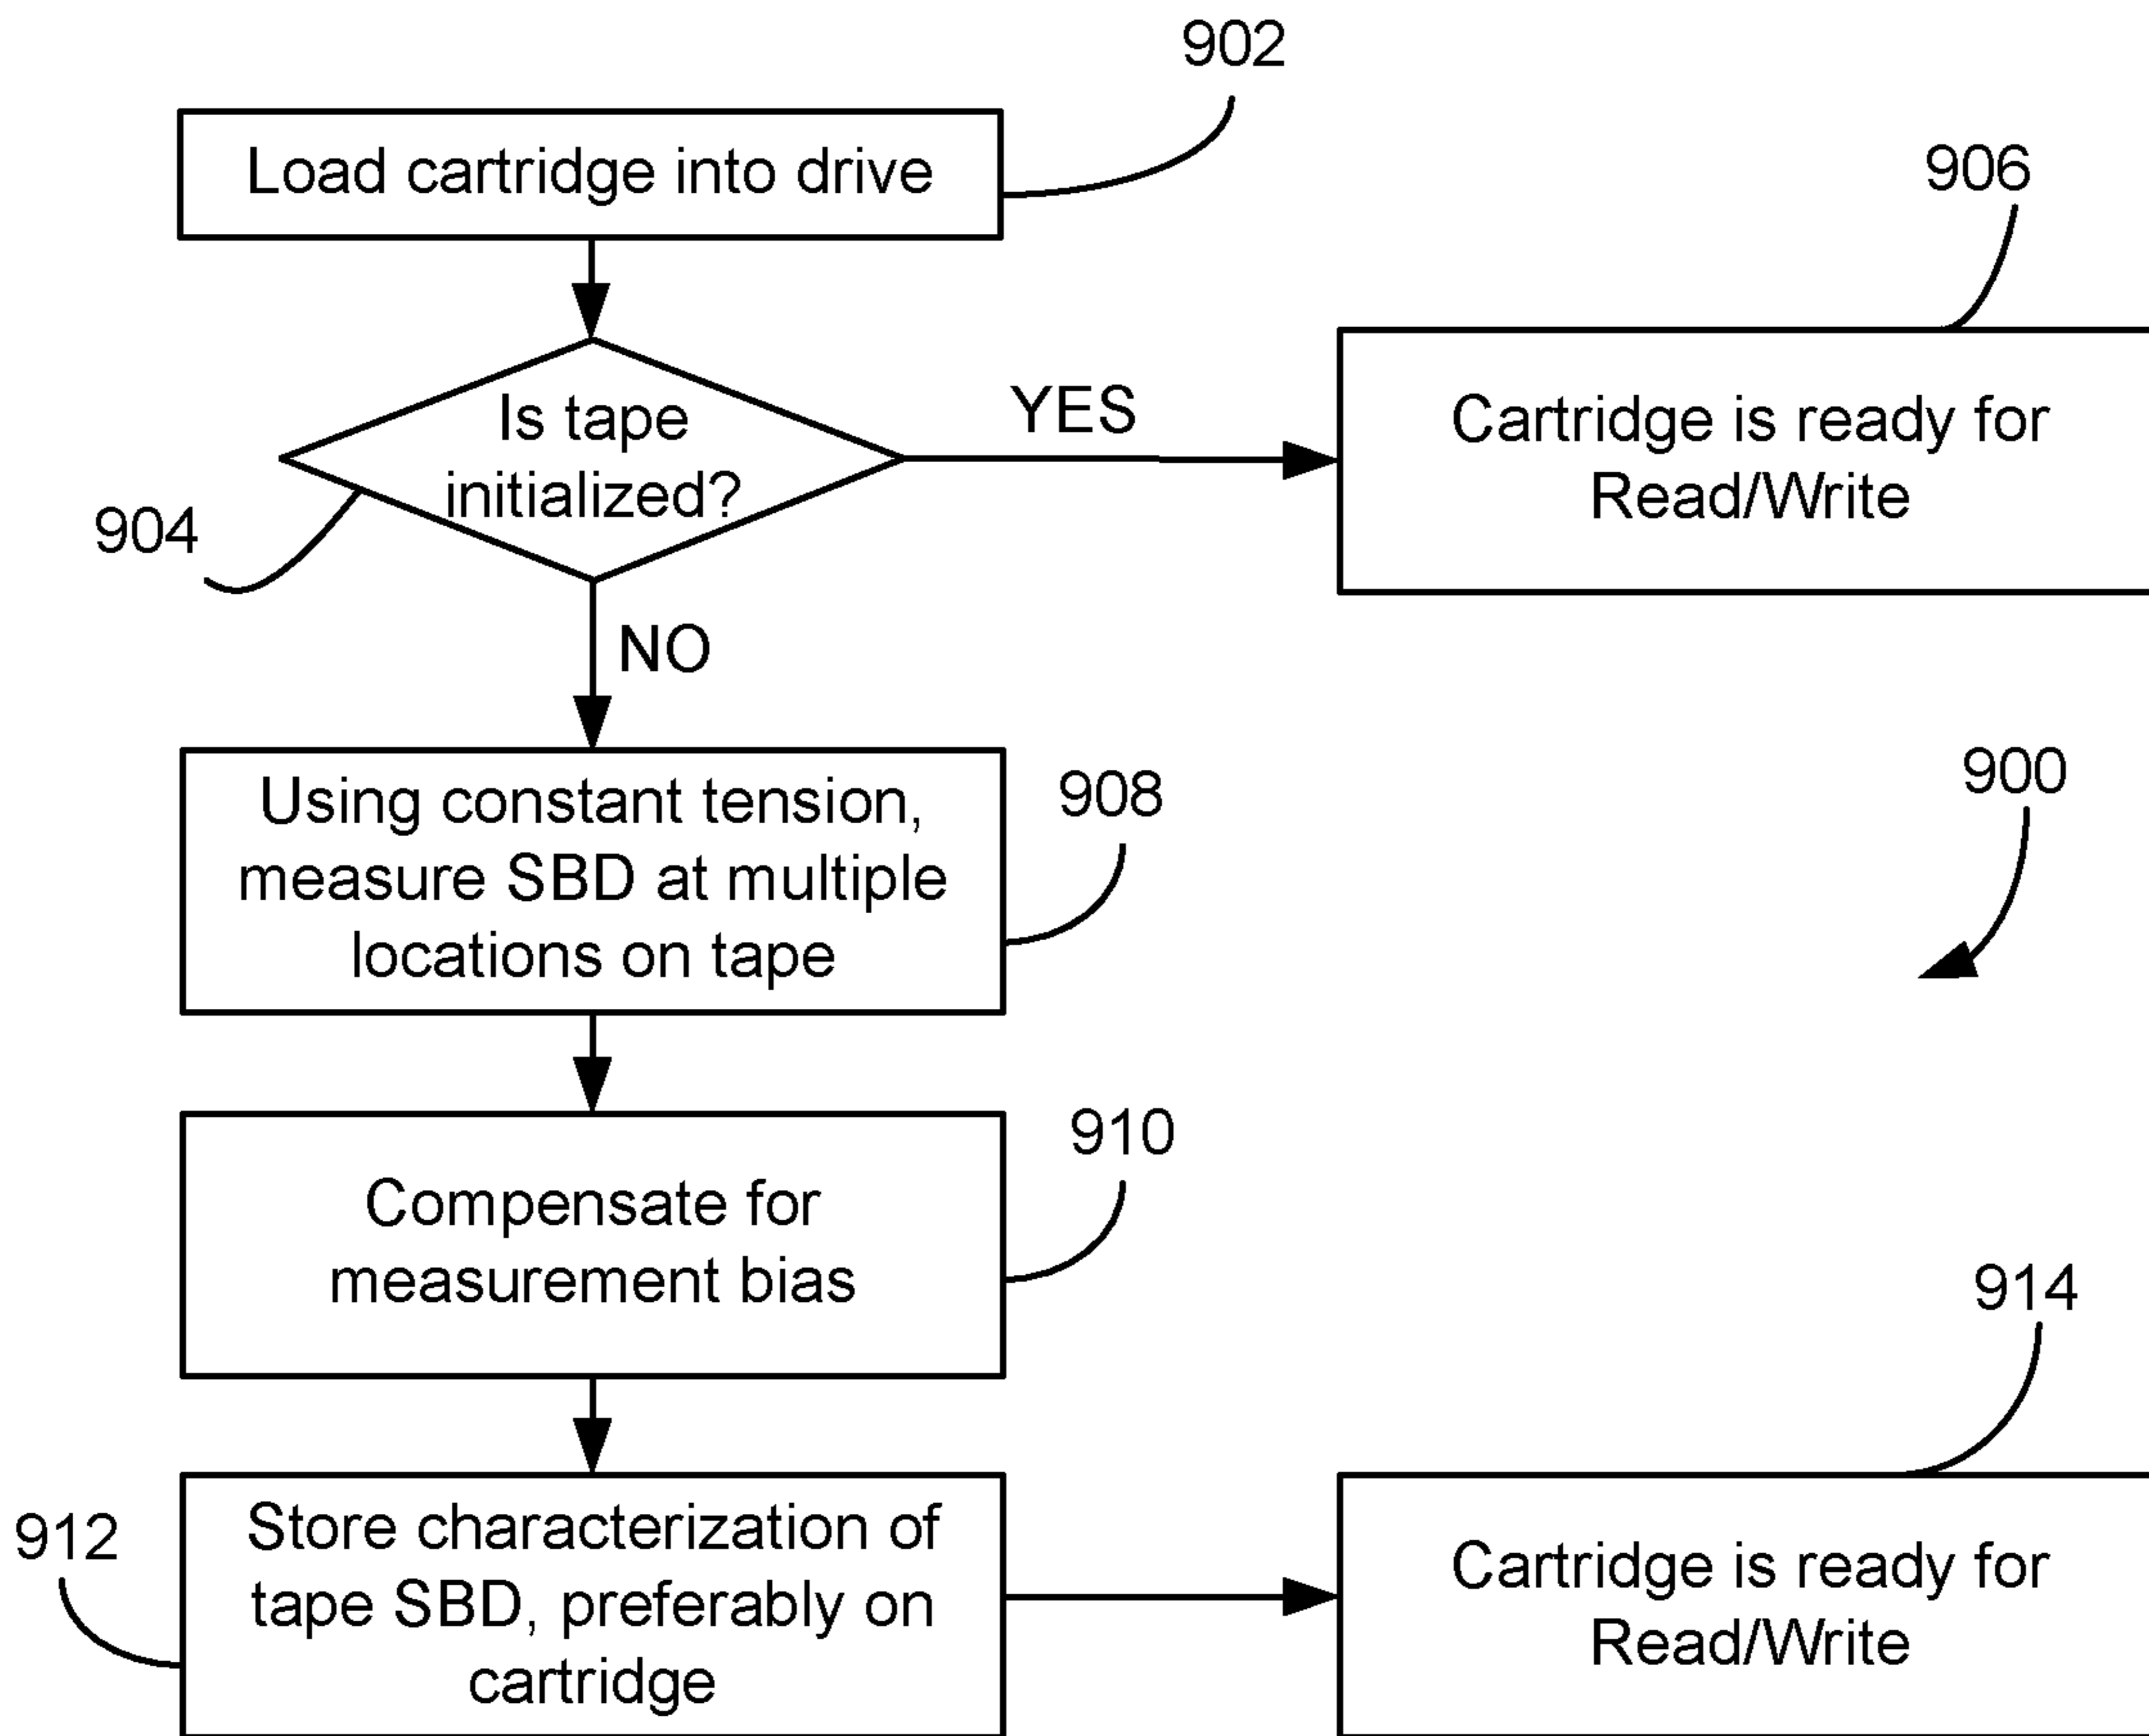 902
Load cartridge into drive
906
Is tape
initialized?
YES
Cartridge is ready for
Read/Write
904
NO
Using constant tension,
measure SBD at multiple
locations on tape
908
900
Compensate for
measurement bias
910
914
912
Store characterization of
tape SBD, preferably on
cartridge
Cartridge is ready for
Read/Write